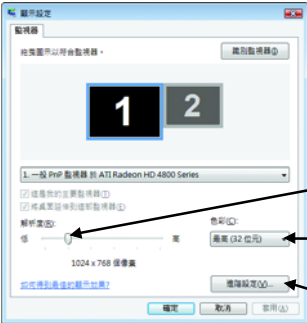 顯示設定
監視器
拖曳圖示以符合監視器。
識別監視器(I)
1
2
1. 一般 PnP 監視器 於 ATI Radeon HD 4800 Series
這是我的主要監視器(T)
將桌面延伸到這部監視器(E)
解析度(R):
色彩(C):
低
高
最高 (32 位元)
1024 x 768 像素
如何得到最佳的顯示效果?
進階設定(V)...
確定
取消
套用(A)